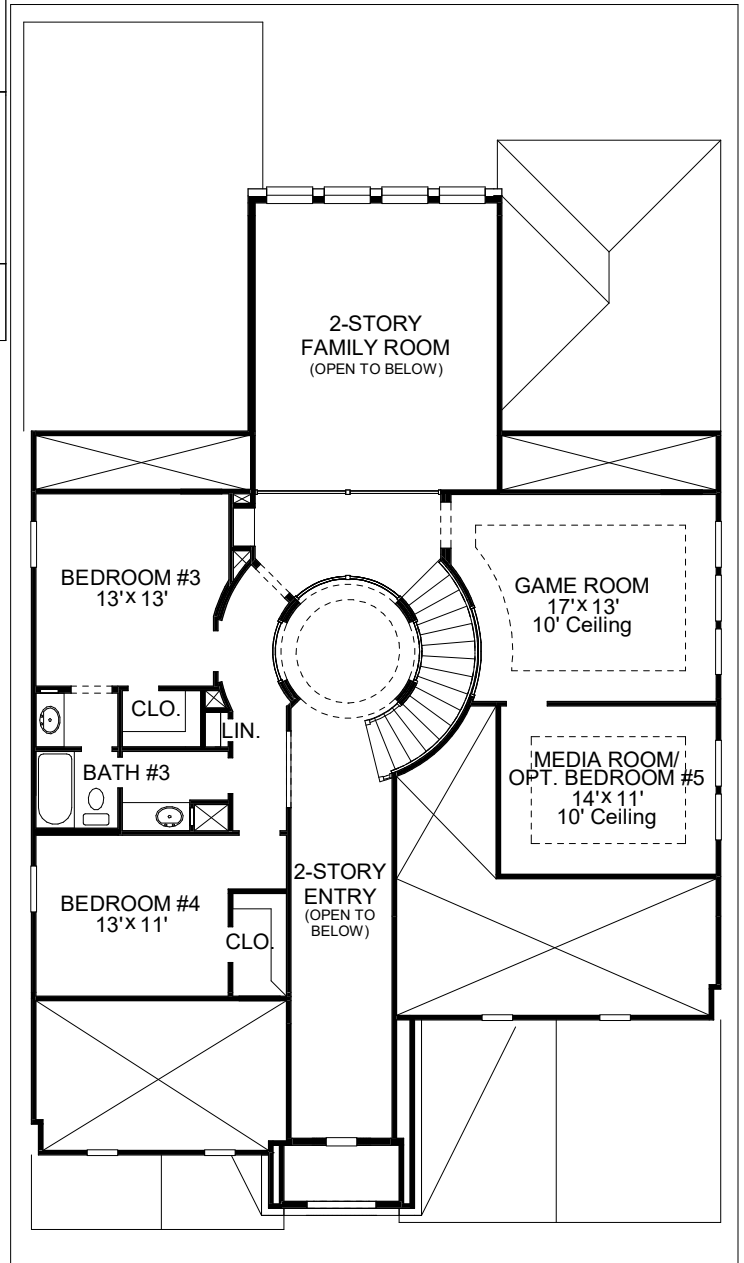 2-STORY
FAMILY ROOM
(OPEN TO BELOW)
BEDROOM #3
13'X 13'
GAME ROOM
17'X 13'
10' Ceiling
CLO.
LIN.
BATH #3
MEDIA ROOM/
OPT. BEDROOM #5
14'X 11'
10' Ceiling
2-STORY
ENTRY
(OPEN TO
BELOW)
BEDROOM #4
13'X 11'
CLO.